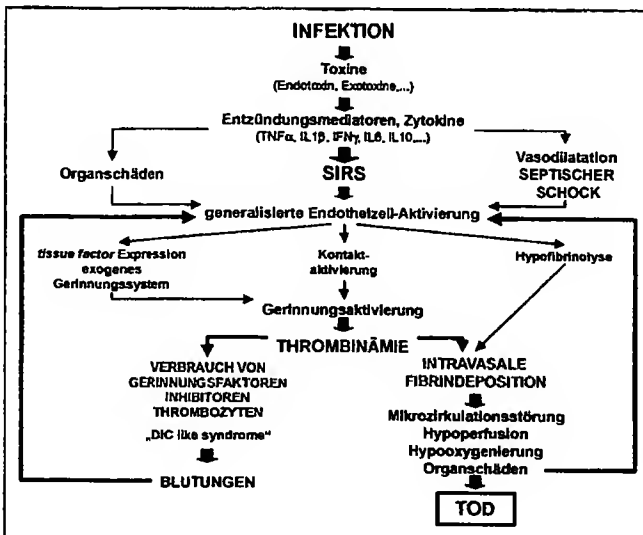 INFEKTION
Toxine
(Endotoxin, Exotoxine,...)
Entzündungsmediatoren, Zytokine
(TNFα, IL1β, IFNγ, IL6, IL10,...)
Organschäden
SIRS
Vasodilatation
SEPTISCHER
SCHOCK
generalisierte Endothelzell-Aktivierung
tissue factor Expression
exogenes
Gerinnungssystem
Kontakt-
aktivierung
Hypofibrinolyse
Gerinnungsaktivierung
THROMBINÄMIE
VERBRAUCH VON
GERINNUNGSFAKTOREN
INHIBITOREN
THROMBOZYTEN
„DIC like syndrome“
BLUTUNGEN
INTRAVASALE
FIBRINDEPOSITION
Mikrozirkulationsstörung
Hypoperfusion
Hypooxygenierung
Organschäden
TOD